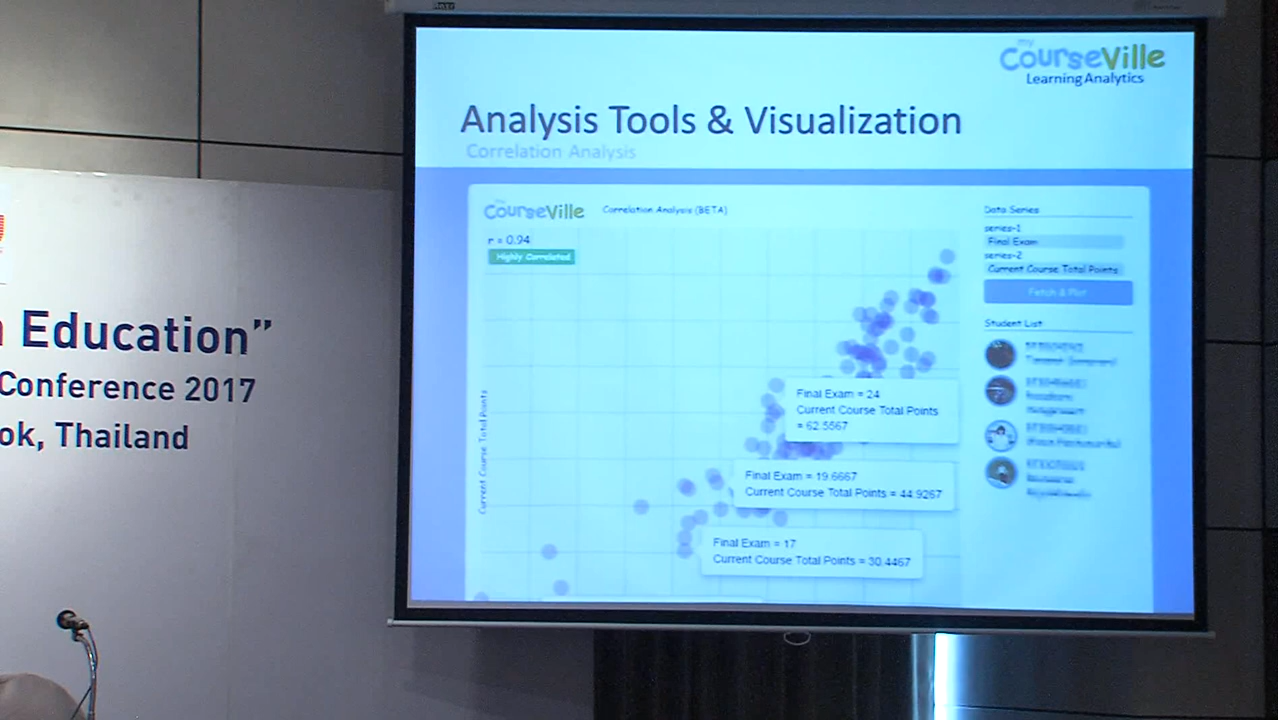 Education”
Conference 2017
ok, Thailand
my
CourseVille
Learning Analytics
Analysis Tools & Visualization
Correlation Analysis
my
CourseVille
Correlation Analysis (BETA)
r = 0.94
Highly Correlated
Current Course Total Points
Final Exam = 24
Current Course Total Points
= 62.5567
Final Exam = 19.6667
Current Course Total Points = 44.9267
Final Exam = 17
Current Course Total Points = 30.4467
Data Series
series-1
Final Exam
series-2
Current Course Total Points
Fetch & Plot
Student List